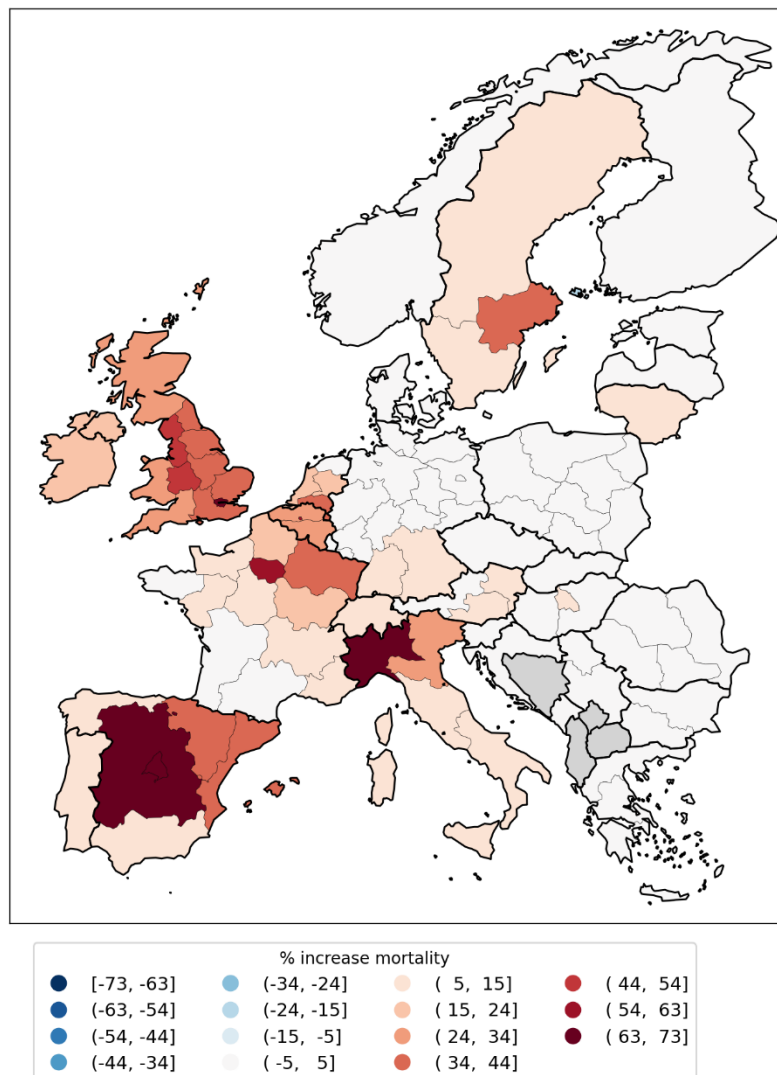 % increase mortality
[-73, -63] (-34, -24] ( 5, 15] ( 44, 54]
(-63, -54] (-24, -15] ( 15, 24] ( 54, 63]
(-54, -44] (-15, -5] ( 24, 34] ( 63, 73]
(-44, -34] ( -5, 5] ( 34, 44]